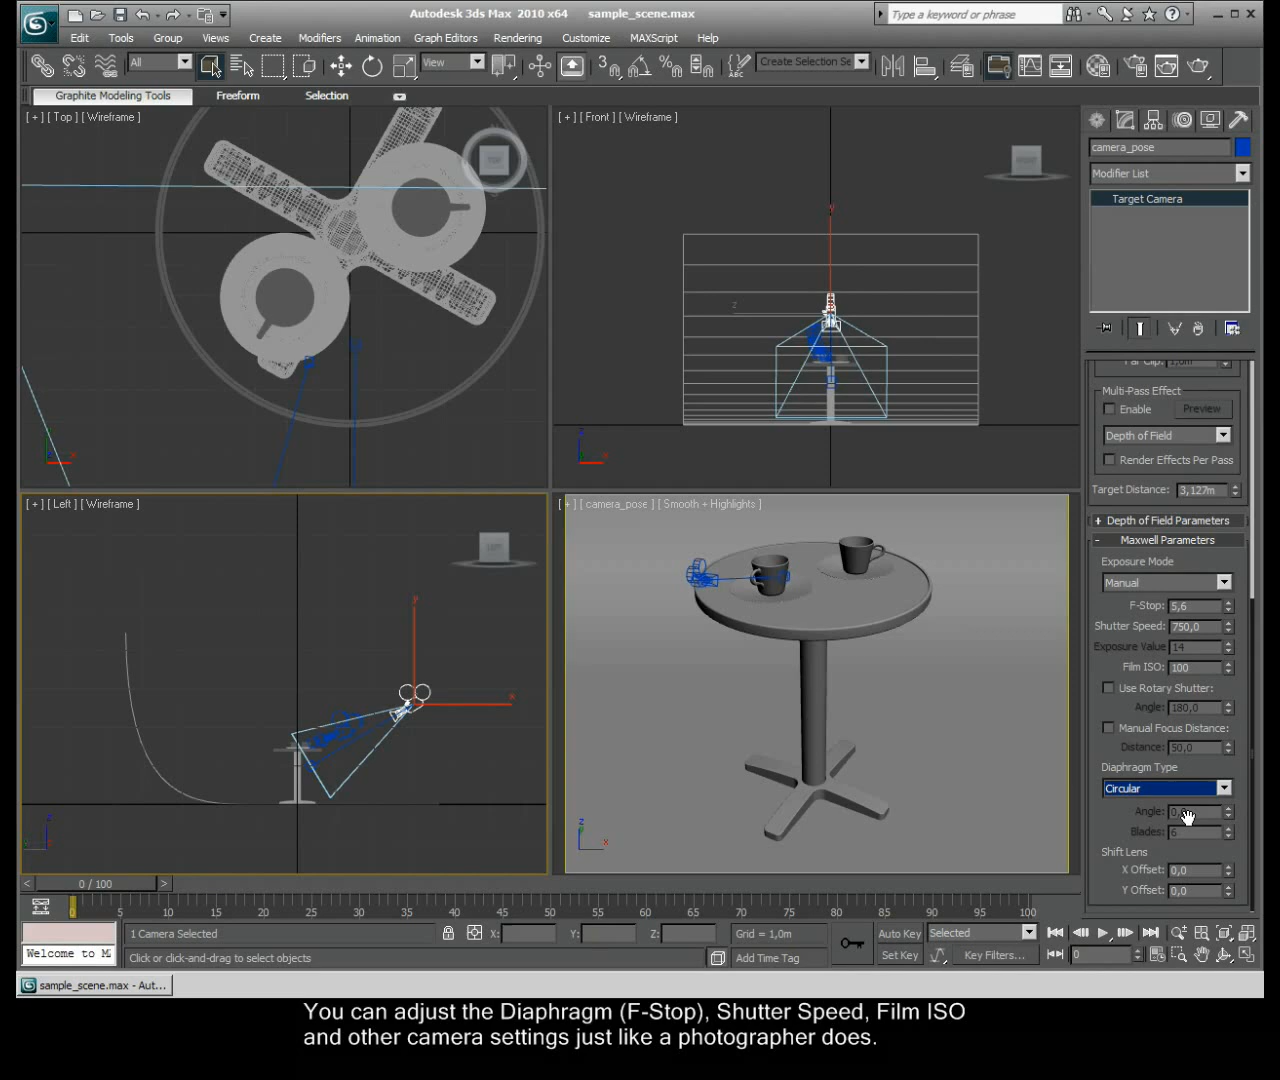 Autodesk 3ds Max 2010 x64 sample_scene.max
Type a keyword or phrase
Edit Tools Group Views Create Modifiers Animation Graph Editors Rendering Customize MAXScript Help
All
View
3
Create Selection Se
Graphite Modeling Tools Freeform Selection
[ + ] [ Top ] [ Wireframe ]
[ + ] [ Front ] [ Wireframe ]
[ + ] [ Left ] [ Wireframe ]
[ + ] [ camera_pose ] [ Smooth + Highlights ]
camera_pose
Modifier List
Target Camera
Multi-Pass Effect
Enable Preview
Depth of Field
Render Effects Per Pass
Target Distance: 3,127m
+ Depth of Field Parameters
- Maxwell Parameters
Exposure Mode
Manual
F-Stop: 5,6
Shutter Speed: 750,0
Exposure Value 14
Film ISO: 100
Use Rotary Shutter:
Angle: 180,0
Manual Focus Distance:
Distance: 50,0
Diaphragm Type
Circular
Angle:
Blades: 6
Shift Lens
X Offset: 0,0
Y Offset: 0,0
< 0 / 100 >
0 5 10 15 20 25 30 35 40 45 50 55 60 65 70 75 80 85 90 95 100
1 Camera Selected X: Y: Z: Grid = 1,0m Auto Key Selected
Welcome to M
Click or click-and-drag to select objects Add Time Tag Set Key Key Filters... 0
sample_scene.max - Aut...
You can adjust the Diaphragm (F-Stop), Shutter Speed, Film ISO
and other camera settings just like a photographer does.